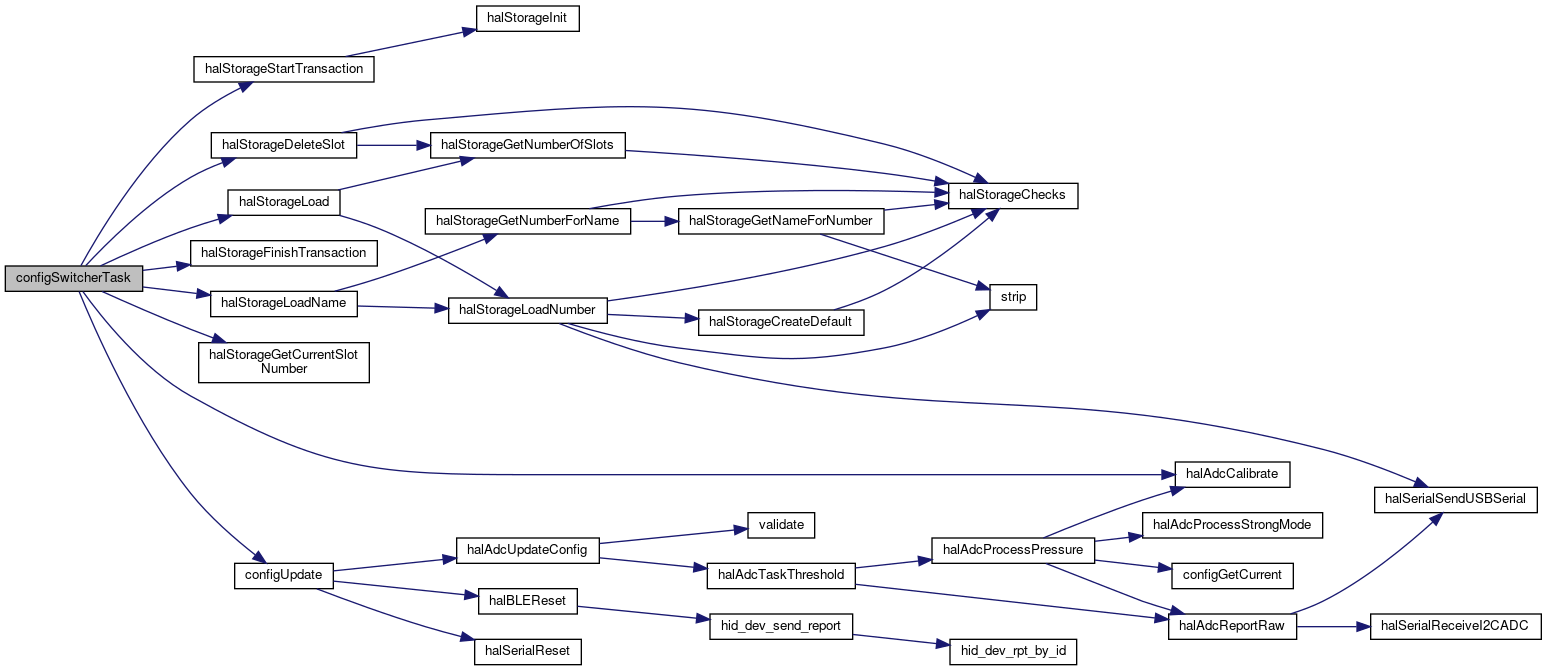 halStorageInit
halStorageStartTransaction
halStorageDeleteSlot
halStorageGetNumberOfSlots
halStorageLoad
halStorageChecks
halStorageGetNumberForName
halStorageGetNameForNumber
halStorageFinishTransaction
configSwitcherTask
halStorageLoadName
strip
halStorageLoadNumber
halStorageCreateDefault
halStorageGetCurrentSlot
Number
halAdcCalibrate
halSerialSendUSBSerial
validate
halAdcProcessStrongMode
halAdcUpdateConfig
halAdcProcessPressure
configUpdate
halAdcTaskThreshold
configGetCurrent
halBLEReset
hid_dev_send_report
halAdcReportRaw
halSerialReceiveI2CADC
halSerialReset
hid_dev_rpt_by_id